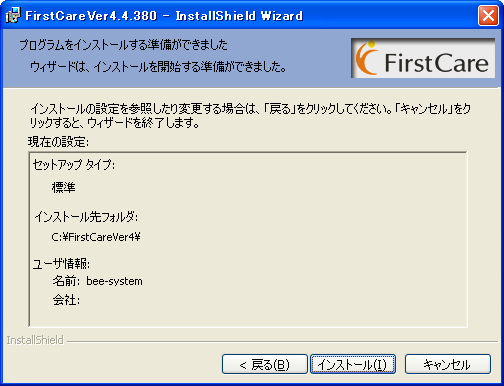 FirstCareVer4.4.380 - InstallShield Wizard
プログラムをインストールする準備ができました
ウィザードは、インストールを開始する準備ができました。
FirstCare
インストールの設定を参照したり変更する場合は、「戻る」をクリックしてください。「キャンセル」をク
リックすると、ウィザードを終了します。
現在の設定:
セットアップ タイプ:
標準
インストール先フォルダ:
C:¥FirstCareVer4¥
ユーザ情報:
名前: bee-system
会社:
InstallShield
< 戻る(B)
インストール(I)
キャンセル